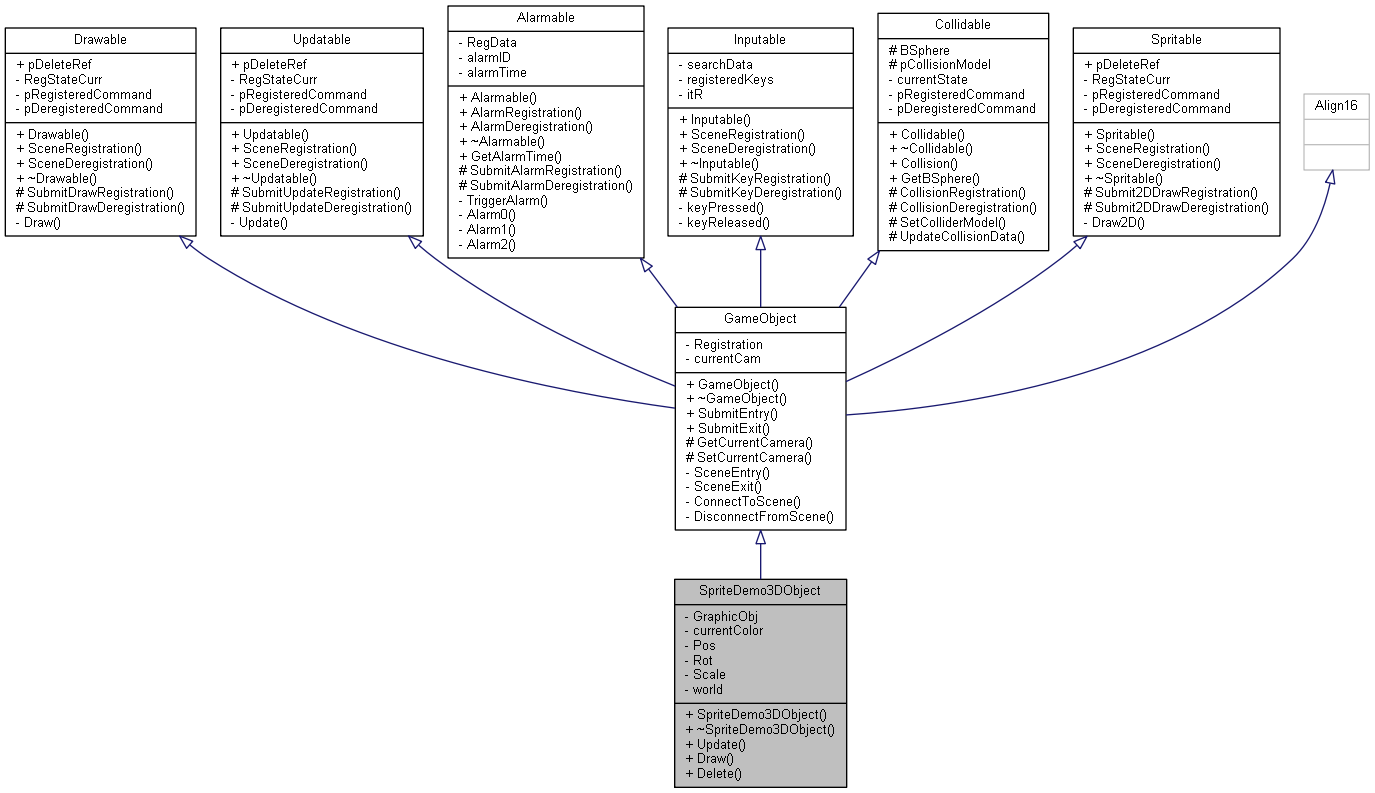 Drawable
+ pDeleteRef
- RegStateCurr
- pRegisteredCommand
- pDeregisteredCommand
+ Drawable()
+ SceneRegistration()
+ SceneDeregistration()
+ ~Drawable()
# SubmitDrawRegistration()
# SubmitDrawDeregistration()
- Draw()
Updatable
+ pDeleteRef
- RegStateCurr
- pRegisteredCommand
- pDeregisteredCommand
+ Updatable()
+ SceneRegistration()
+ SceneDeregistration()
+ ~Updatable()
# SubmitUpdateRegistration()
# SubmitUpdateDeregistration()
- Update()
Alarmable
- RegData
- alarmID
- alarmTime
+ Alarmable()
+ AlarmRegistration()
+ AlarmDeregistration()
+ ~Alarmable()
+ GetAlarmTime()
# SubmitAlarmRegistration()
# SubmitAlarmDeregistration()
- TriggerAlarm()
- Alarm0()
- Alarm1()
- Alarm2()
Inputable
- searchData
- registeredKeys
- itR
+ Inputable()
+ SceneRegistration()
+ SceneDeregistration()
+ ~Inputable()
# SubmitKeyRegistration()
# SubmitKeyDeregistration()
- keyPressed()
- keyReleased()
Collidable
# BSphere
# pCollisionModel
- currentState
- pRegisteredCommand
- pDeregisteredCommand
+ Collidable()
+ ~Collidable()
+ Collision()
+ GetBSphere()
# CollisionRegistration()
# CollisionDeregistration()
# SetColliderModel()
# UpdateCollisionData()
Spritable
+ pDeleteRef
- RegStateCurr
- pRegisteredCommand
- pDeregisteredCommand
+ Spritable()
+ SceneRegistration()
+ SceneDeregistration()
+ ~Spritable()
# Submit2DDrawRegistration()
# Submit2DDrawDeregistration()
- Draw2D()
Align16
GameObject
- Registration
- currentCam
+ GameObject()
+ ~GameObject()
+ SubmitEntry()
+ SubmitExit()
# GetCurrentCamera()
# SetCurrentCamera()
- SceneEntry()
- SceneExit()
- ConnectToScene()
- DisconnectFromScene()
SpriteDemo3DObject
- GraphicObj
- currentColor
- Pos
- Rot
- Scale
- world
+ SpriteDemo3DObject()
+ ~SpriteDemo3DObject()
+ Update()
+ Draw()
+ Delete()